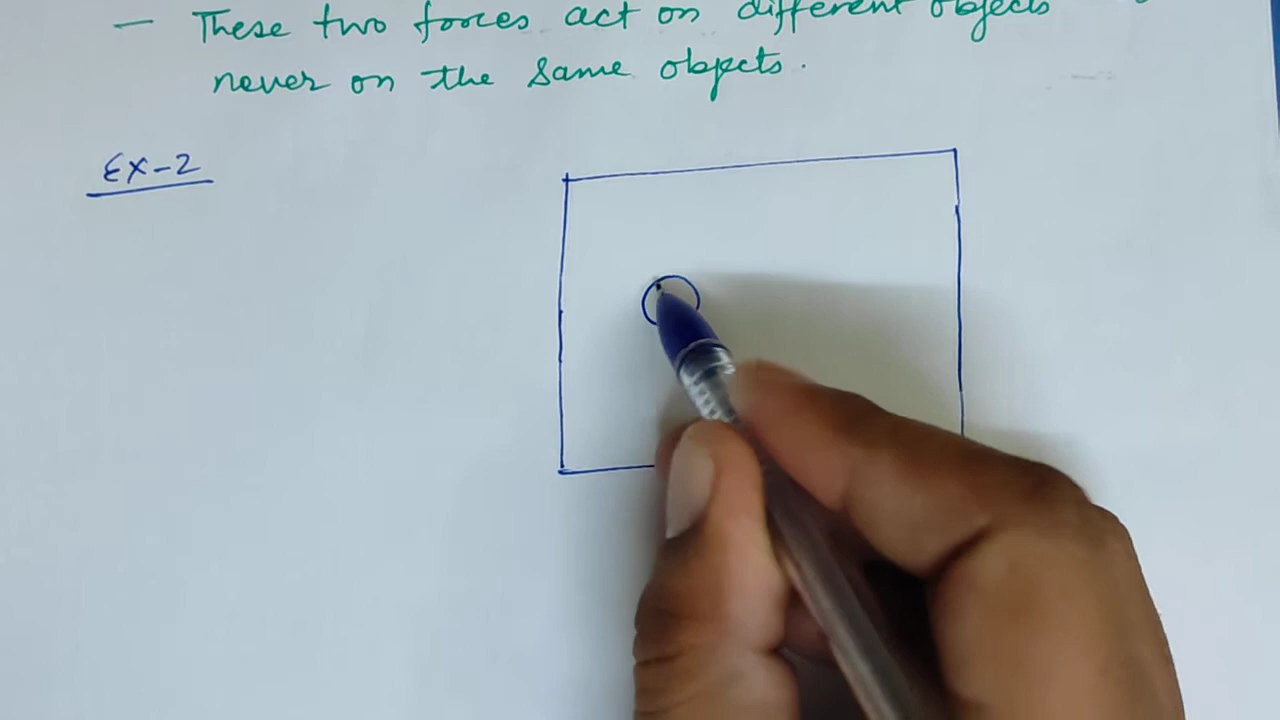 — These two forces act on different objects
never on the same objects.
Ex-2